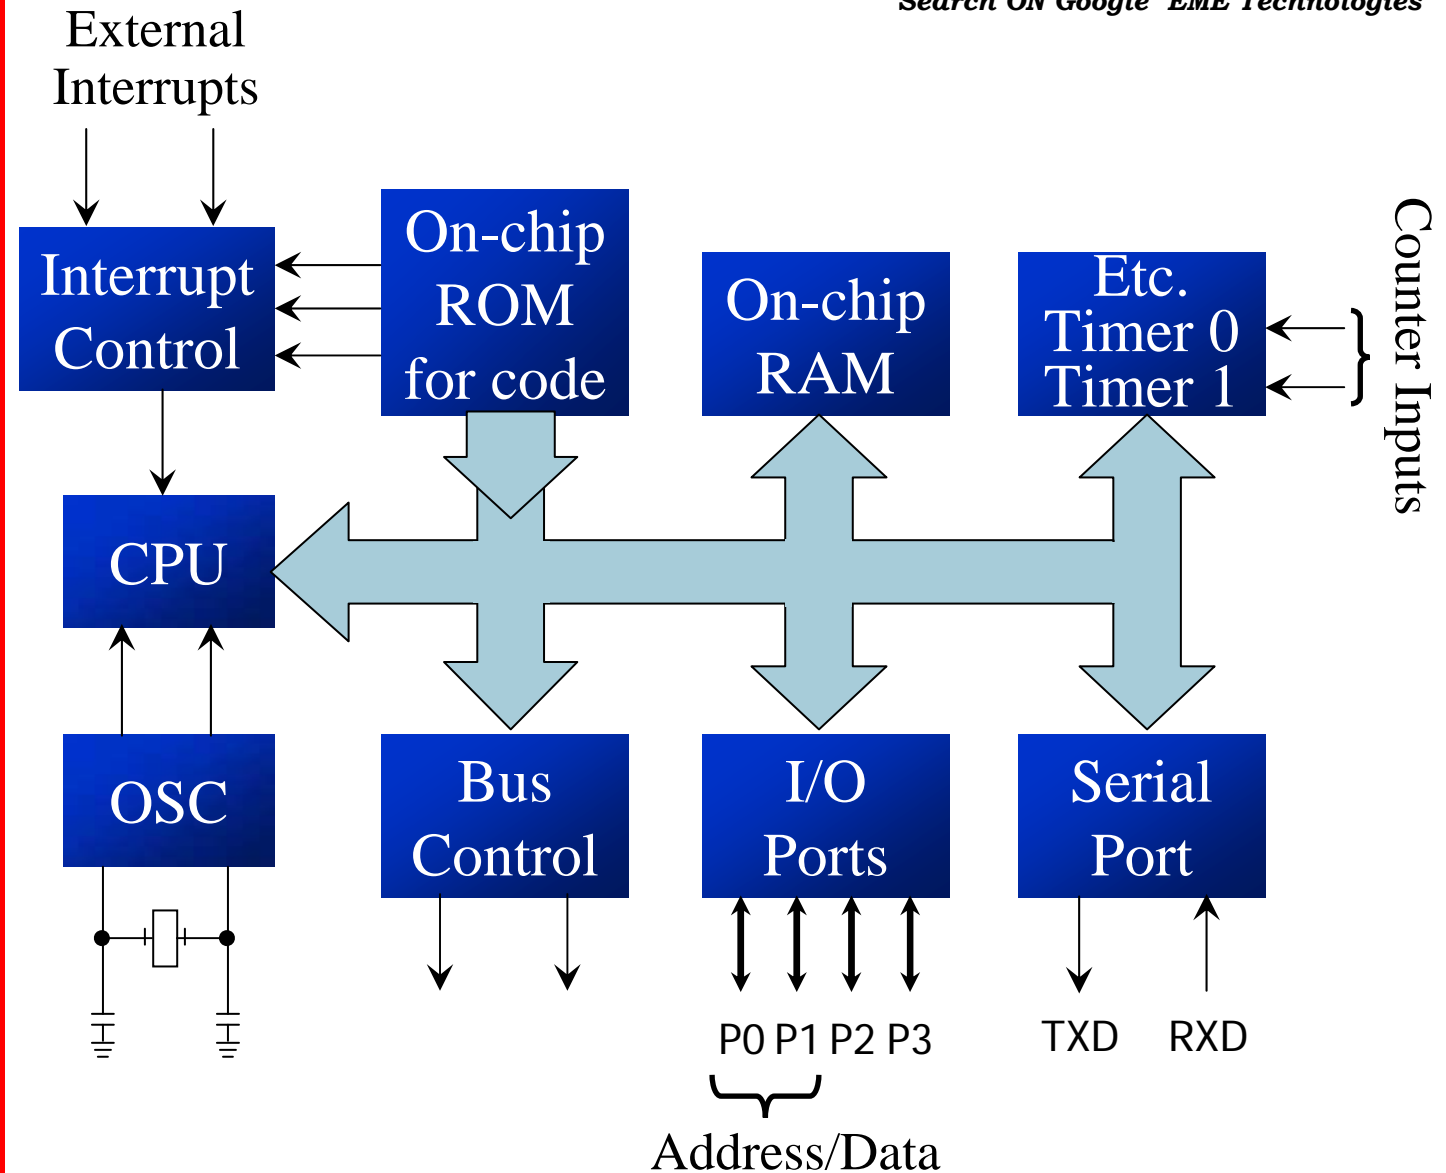 Search ON Google EME Technologies
External
Interrupts
Interrupt
Control
On-chip
ROM
for code
On-chip
RAM
Etc.
Timer 0
Timer 1
Counter Inputs
CPU
OSC
Bus
Control
I/O
Ports
Serial
Port
P0 P1 P2 P3
TXD RXD
Address/Data